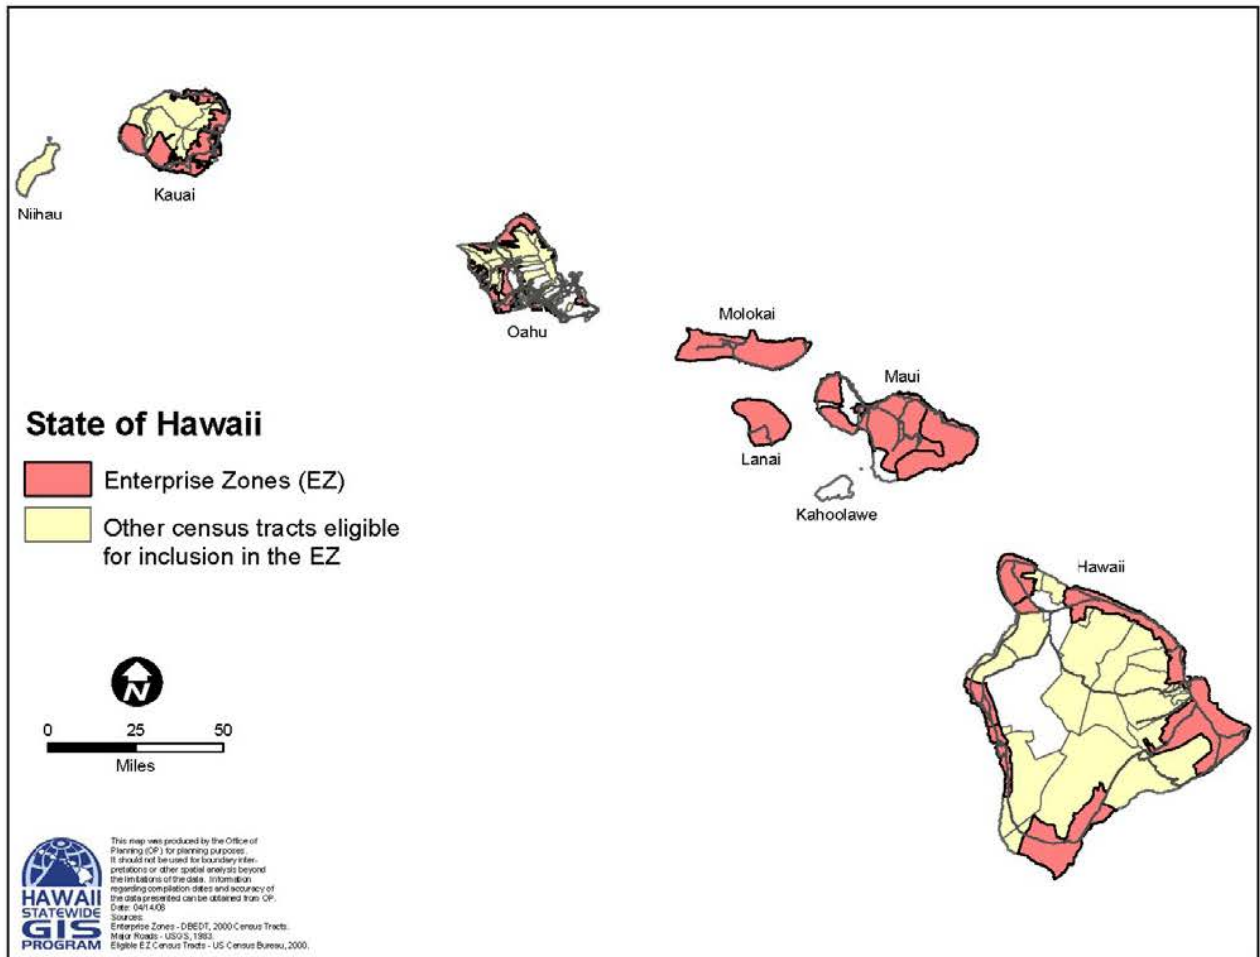 Kauai
Niihau
Oahu
Molokai
Maui
Lanai
Kahoolawe
Hawaii
State of Hawaii
Enterprise Zones (EZ)
Other census tracts eligible
for inclusion in the EZ
N
0 25 50
Miles
HAWAII
STATEWIDE
GIS
PROGRAM
This map was produced by the Office of
Planning (OP) for planning purposes.
It should not be used for boundary inter-
pretations or other spatial analysis beyond
the limitations of the data. Information
regarding compilation dates and accuracy of
the data presented can be obtained from OP.
Date: 04/14/08
Sources:
Enterprise Zones - DBEDT, 2000 Census Tracts.
Major Roads - USGS, 1983.
Eligible EZ Census Tracts - US Census Bureau, 2000.